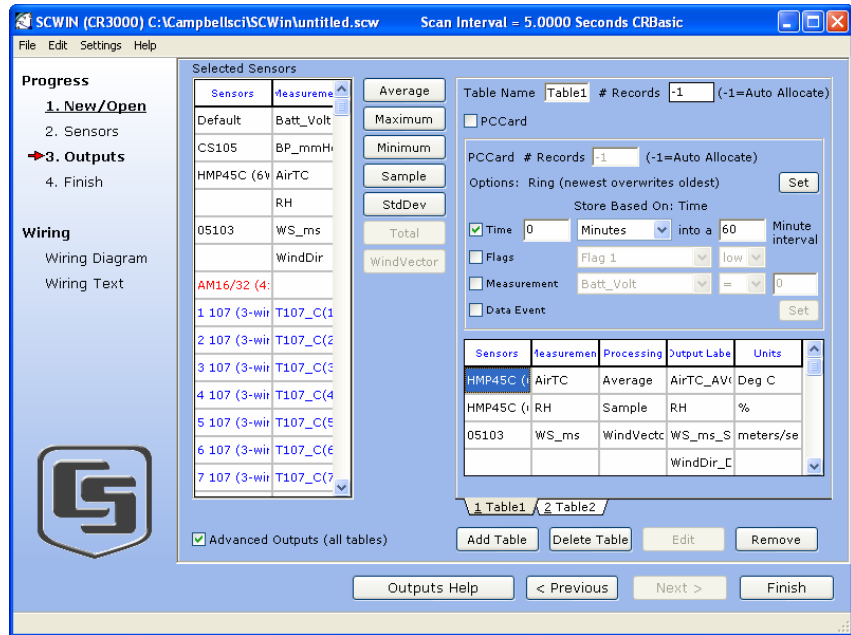 SCWIN (CR3000) C:\Campbellsci\SCWin\untitled.scw Scan Interval = 5.0000 Seconds CRBasic
File Edit Settings Help
Progress
1. New/Open
2. Sensors
3. Outputs
4. Finish
Wiring
Wiring Diagram
Wiring Text
Selected Sensors
Sensors Measureme
Default Batt_Volt
CS105 BP_mmH
HMP45C (6W AirTC
RH
05103 WS_ms
WindDir
AM16/32 (4:
1 107 (3-wir T107_C(1
2 107 (3-wir T107_C(2
3 107 (3-wir T107_C(3
4 107 (3-wir T107_C(4
5 107 (3-wir T107_C(5
6 107 (3-wir T107_C(6
7 107 (3-wir T107_C(7
Advanced Outputs (all tables)
Average
Maximum
Minimum
Sample
StdDev
Total
WindVector
Table Name Table1 # Records -1 (-1=Auto Allocate)
PCCard
PCCard # Records -1 (-1=Auto Allocate)
Options: Ring (newest overwrites oldest) Set
Store Based On: Time
Time 0 Minutes into a 60 Minute interval
Flags Flag 1 low
Measurement Batt_Volt = 0
Data Event Set
Sensors Measuremen Processing Output Labe Units
HMP45C ( AirTC Average AirTC_AV( Deg C
HMP45C ( RH Sample RH %
05103 WS_ms WindVectc WS_ms_S meters/se
WindDir_D
1 Table1 2 Table2
Add Table Delete Table Edit Remove
Outputs Help < Previous Next > Finish